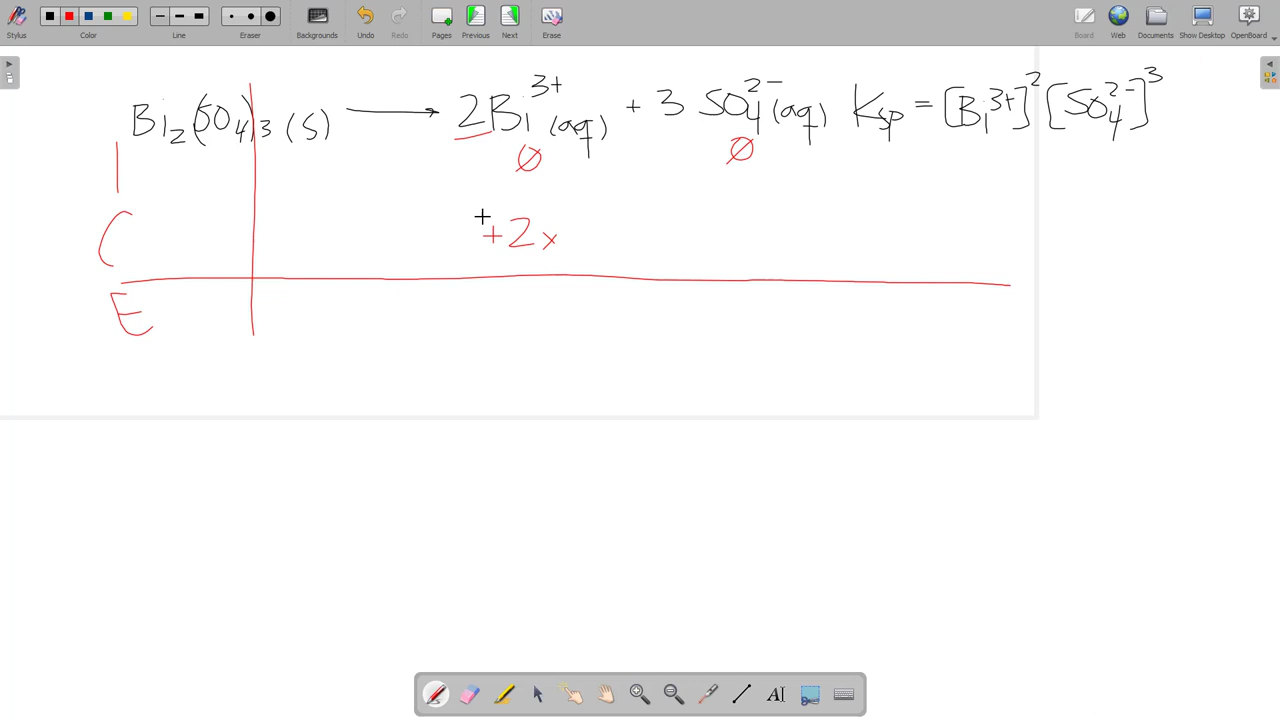 Stylus Color Line Eraser Backgrounds Undo Redo Pages Previous Next Erase Board Web Documents Show Desktop OpenBoard
Bi₂(SO₄)₃ (s) → 2Bi³⁺ (aq) + 3 SO₄²⁻ (aq) Ksp = [Bi³⁺]² [SO₄²⁻]³
I ∅ ∅
C +2x
E